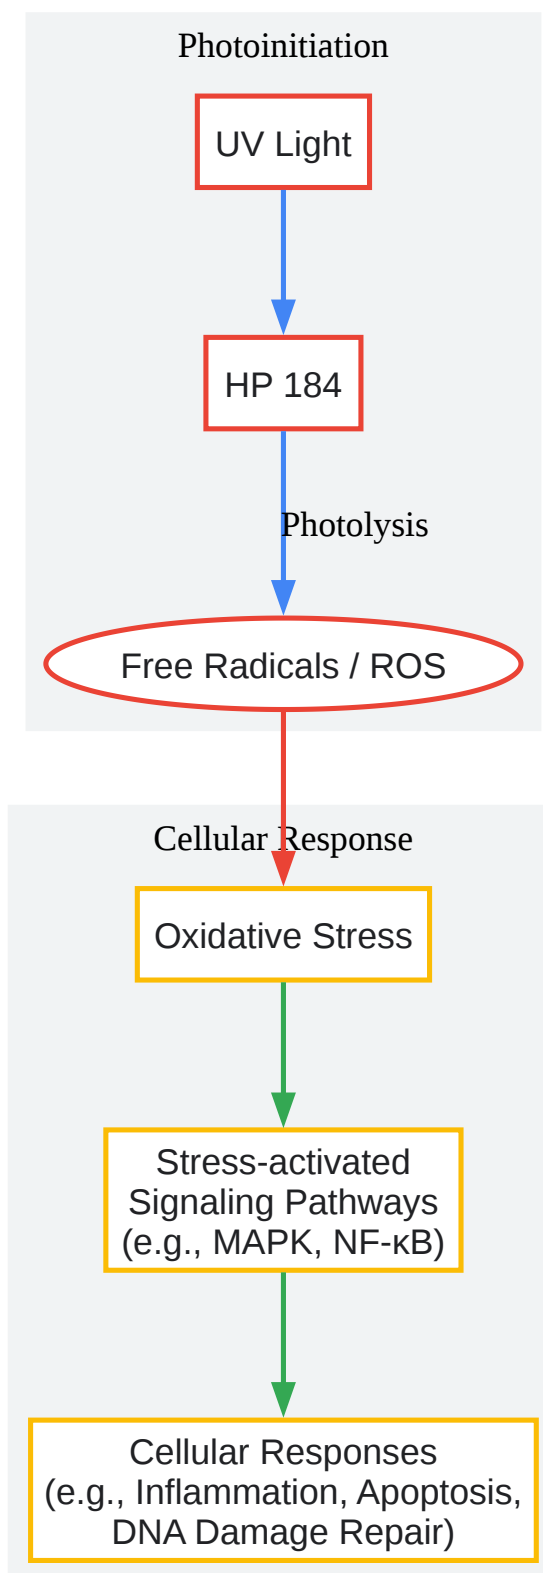 Photoinitiation
UV Light
HP 184
Photolysis
Free Radicals / ROS
Cellular Response
Oxidative Stress
Stress-activated
Signaling Pathways
(e.g., MAPK, NF-κB)
Cellular Responses
(e.g., Inflammation, Apoptosis,
DNA Damage Repair)